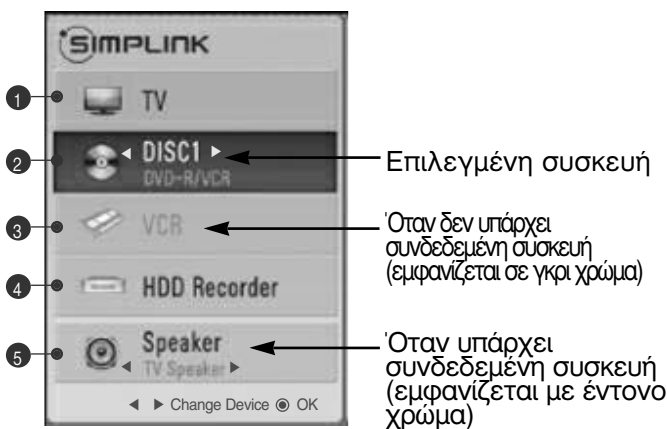 SIMPLINK
1 TV
2 DISC1
DVD-R/VCR
Επιλεγμένη συσκευή
3 VCR
Όταν δεν υπάρχει
συνδεδεμένη συσκευή
(εμφανίζεται σε γκρι χρώμα)
4 HDD Recorder
5 Speaker
TV Speaker
Όταν υπάρχει
συνδεδεμένη συσκευή
(εμφανίζεται με έντονο
χρώμα)
◄ ► Change Device ◉ OK